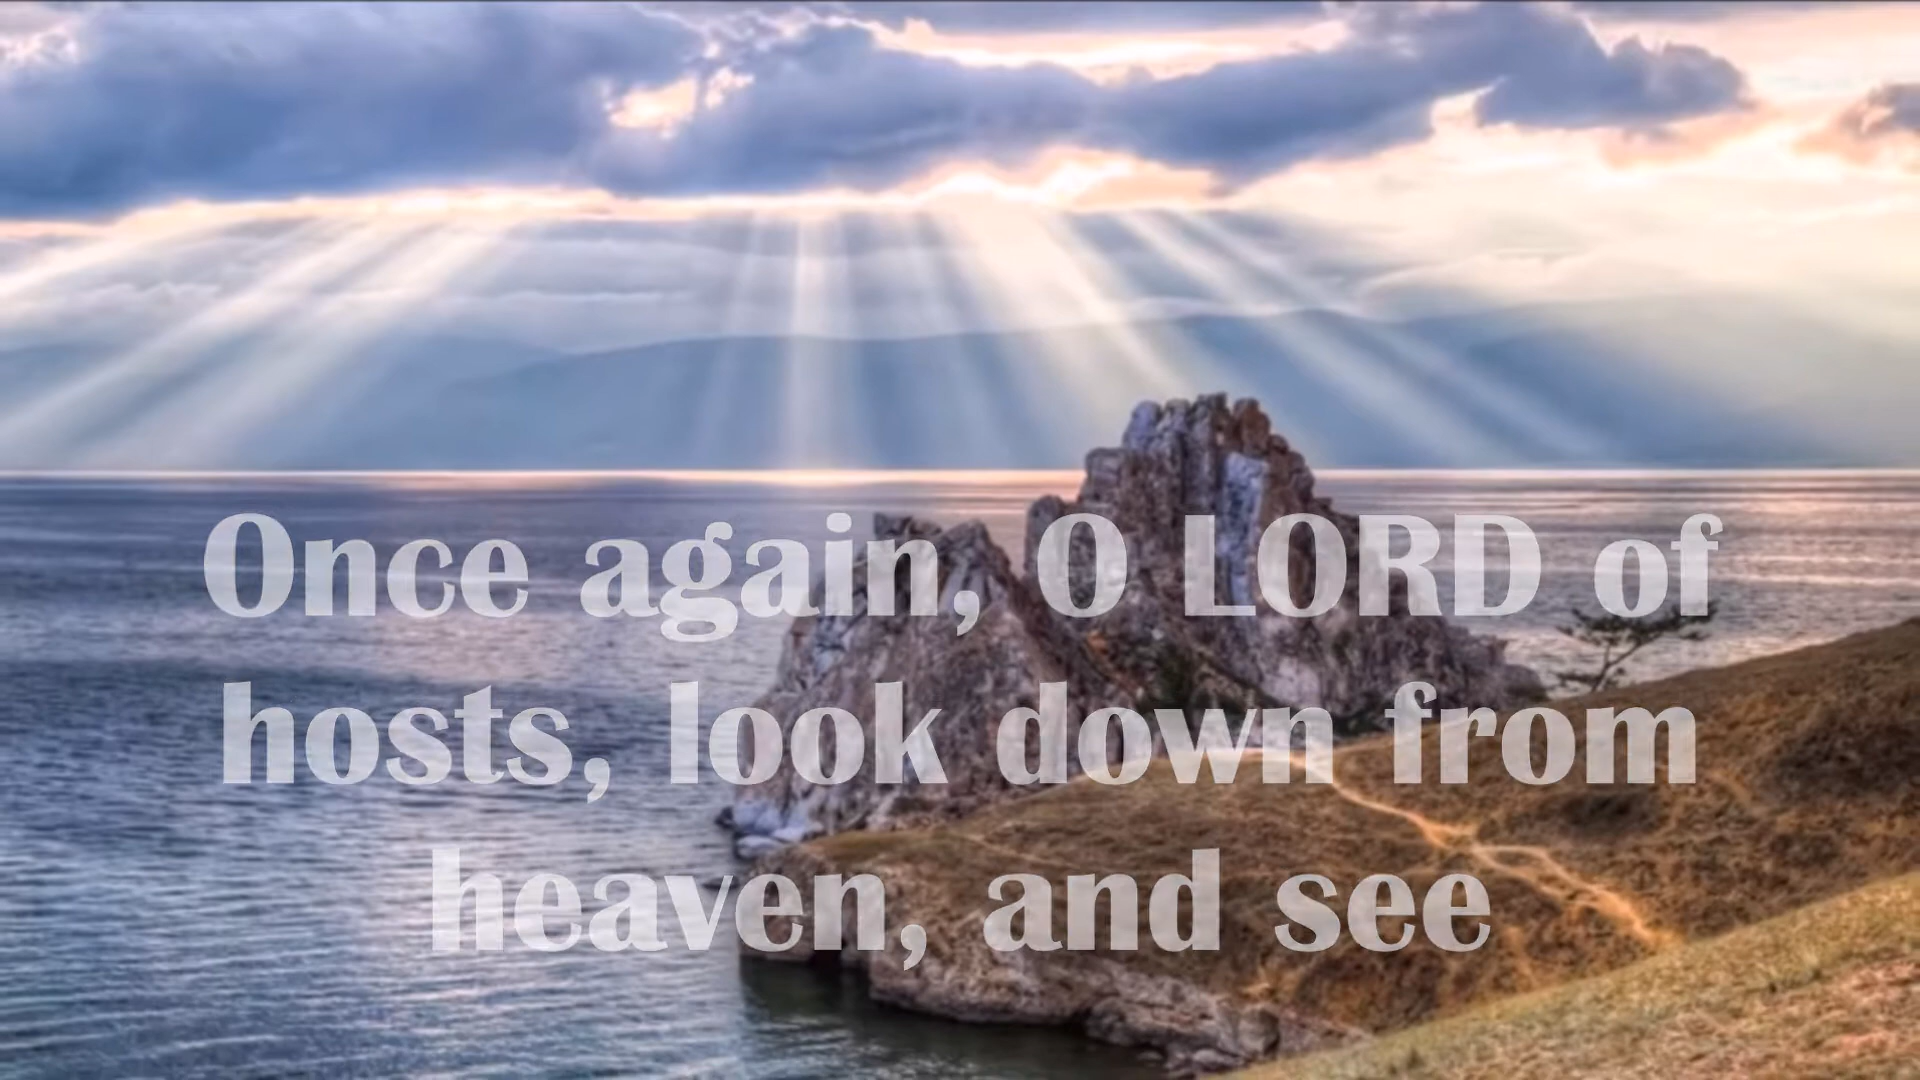 Once again, O LORD of
hosts, look down from
heaven, and see